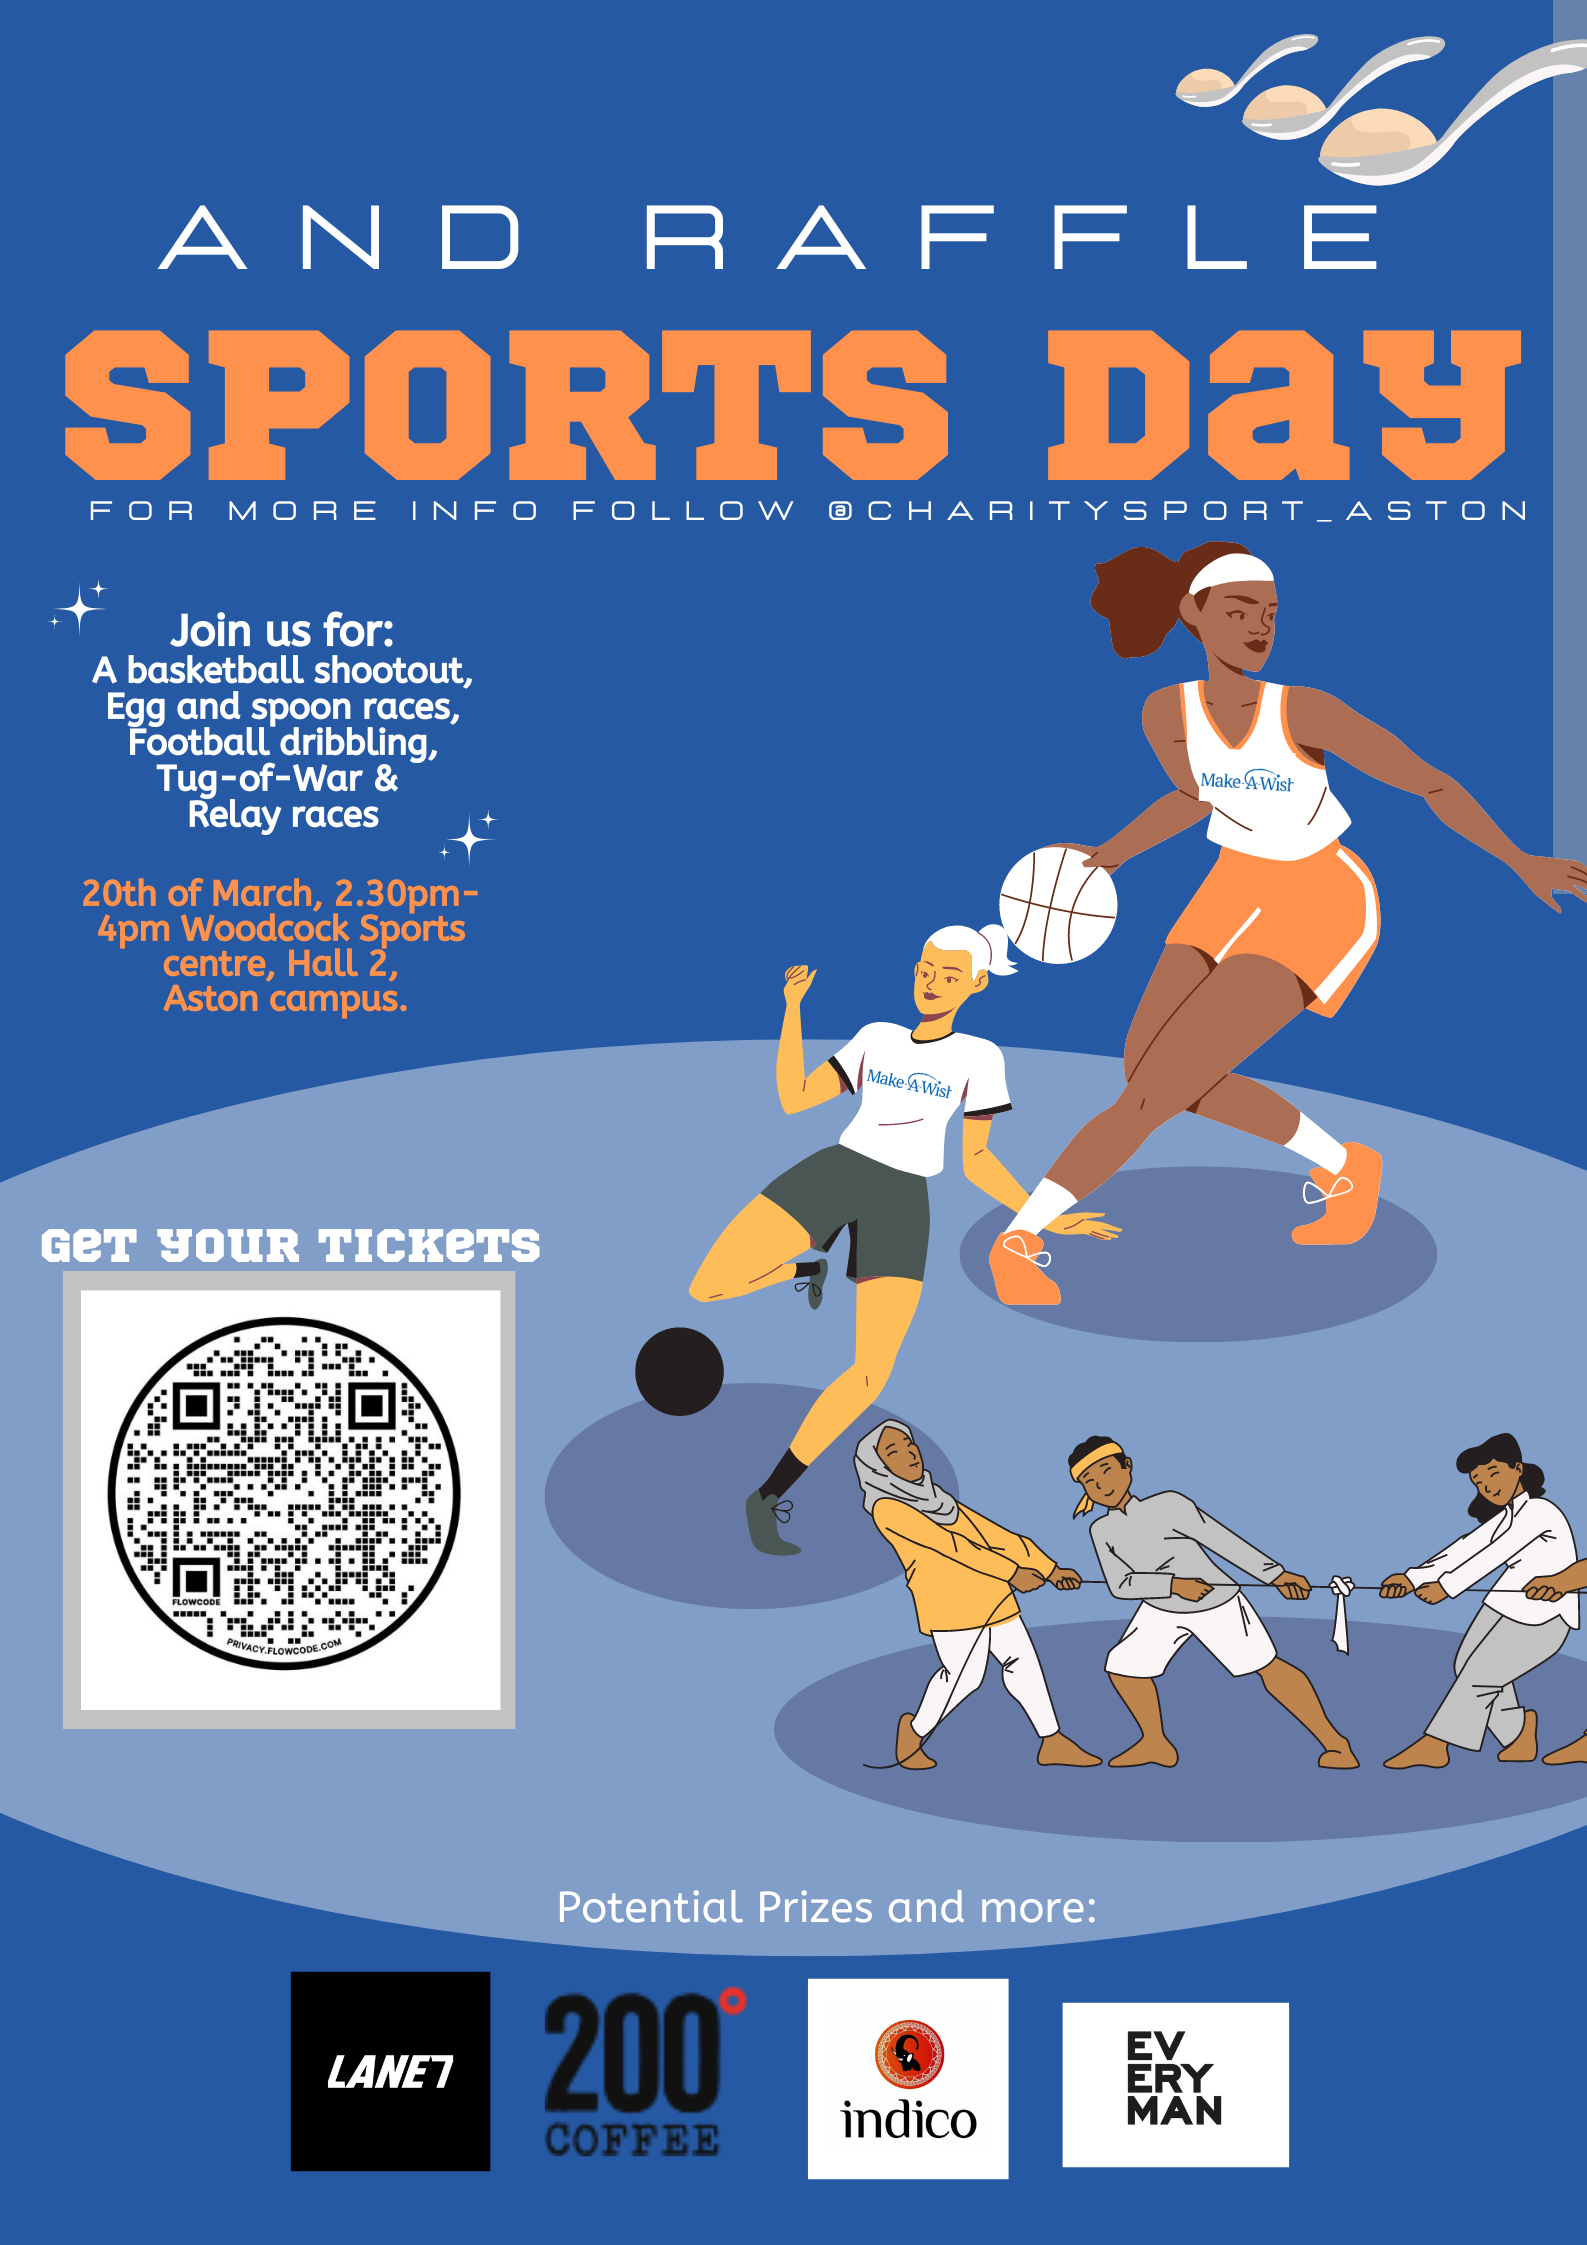 AND RAFFLE
SPORTS Day
FOR MORE INFO FOLLOW @CHARITYSPORT_ASTON
Join us for:
A basketball shootout,
Egg and spoon races,
Football dribbling,
Tug-of-War &
Relay races
20th of March, 2.30pm-
4pm Woodcock Sports
centre, Hall 2,
Aston campus.
Make-A-Wish
Make-A-Wish
GeT yOUR TICKeTS
FLOWCODE
PRIVACY.FLOWCODE.COM
Potential Prizes and more:
LANE7
200°
COFFEE
indico
EV
ERY
MAN